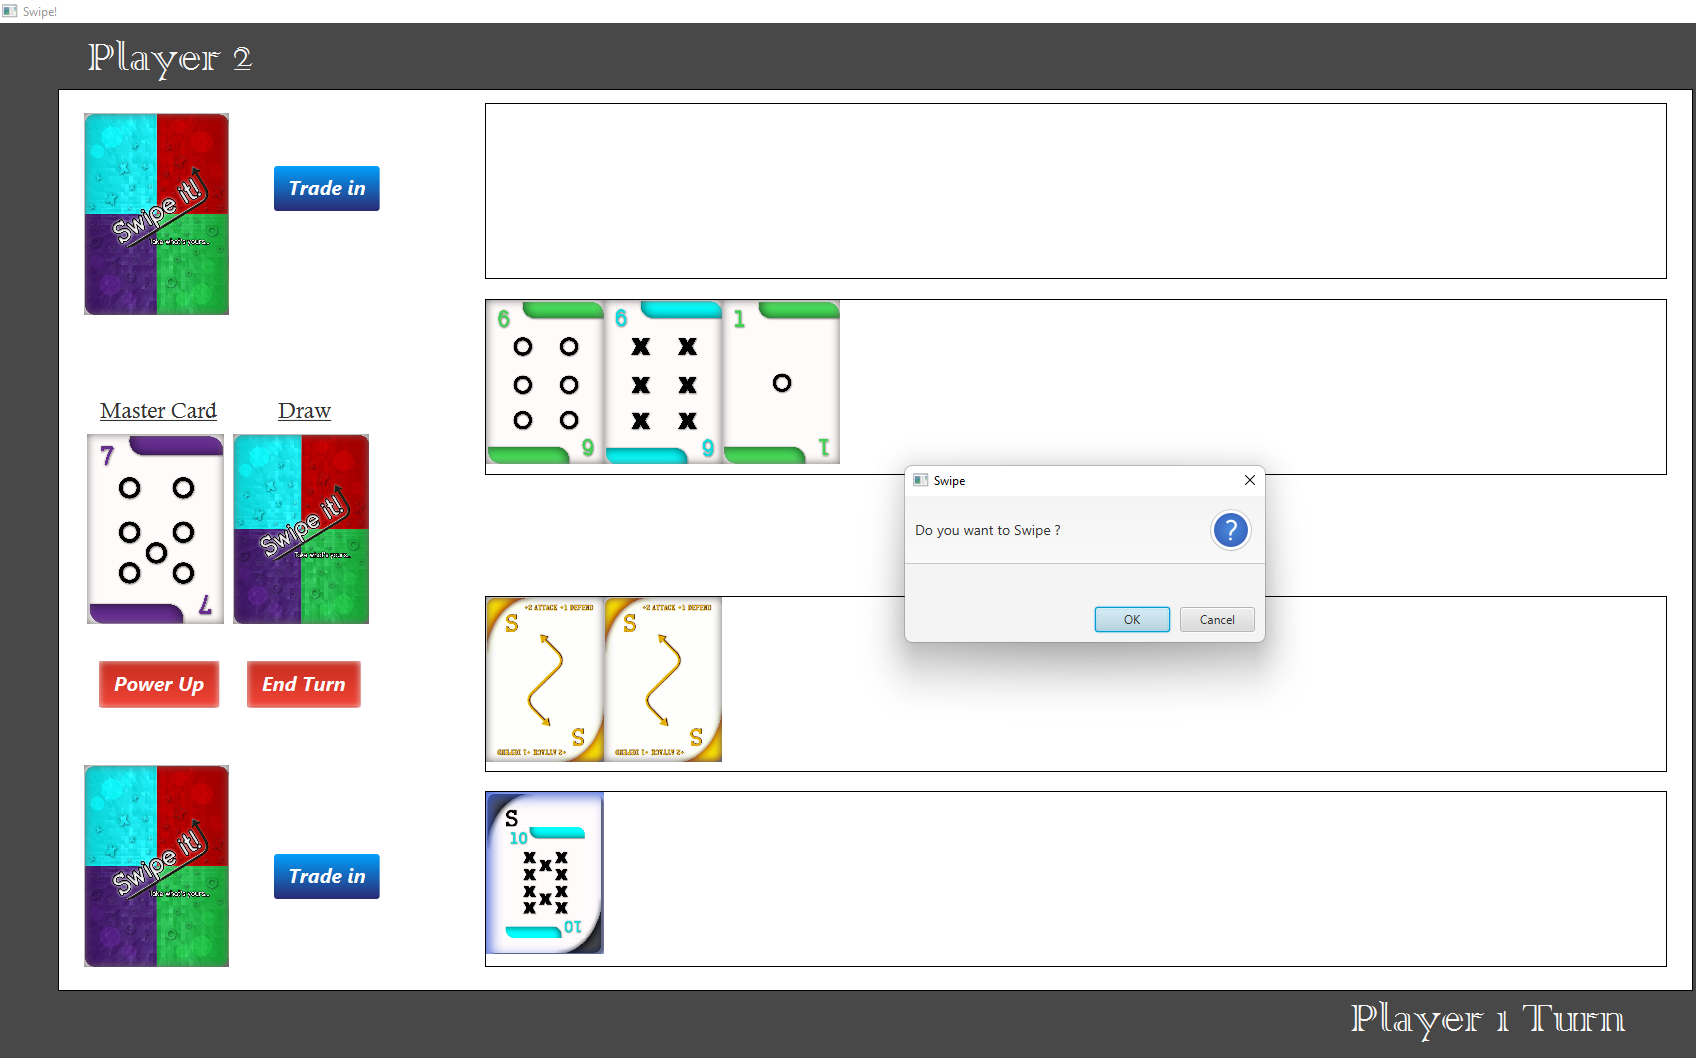 Swipe!
Player 2
Swipe it!
Take what's yours...
Trade in
6
6
6
6
1
1
Master Card
Draw
7
7
Swipe it!
Take what's yours...
Swipe
Do you want to Swipe ?
?
OK
Cancel
+2 ATTACK +1 DEFEND
S
S
+2 ATTACK +1 DEFEND
+2 ATTACK +1 DEFEND
S
S
+2 ATTACK +1 DEFEND
Power Up
End Turn
Swipe it!
Take what's yours...
Trade in
S
10
10
Player 1 Turn